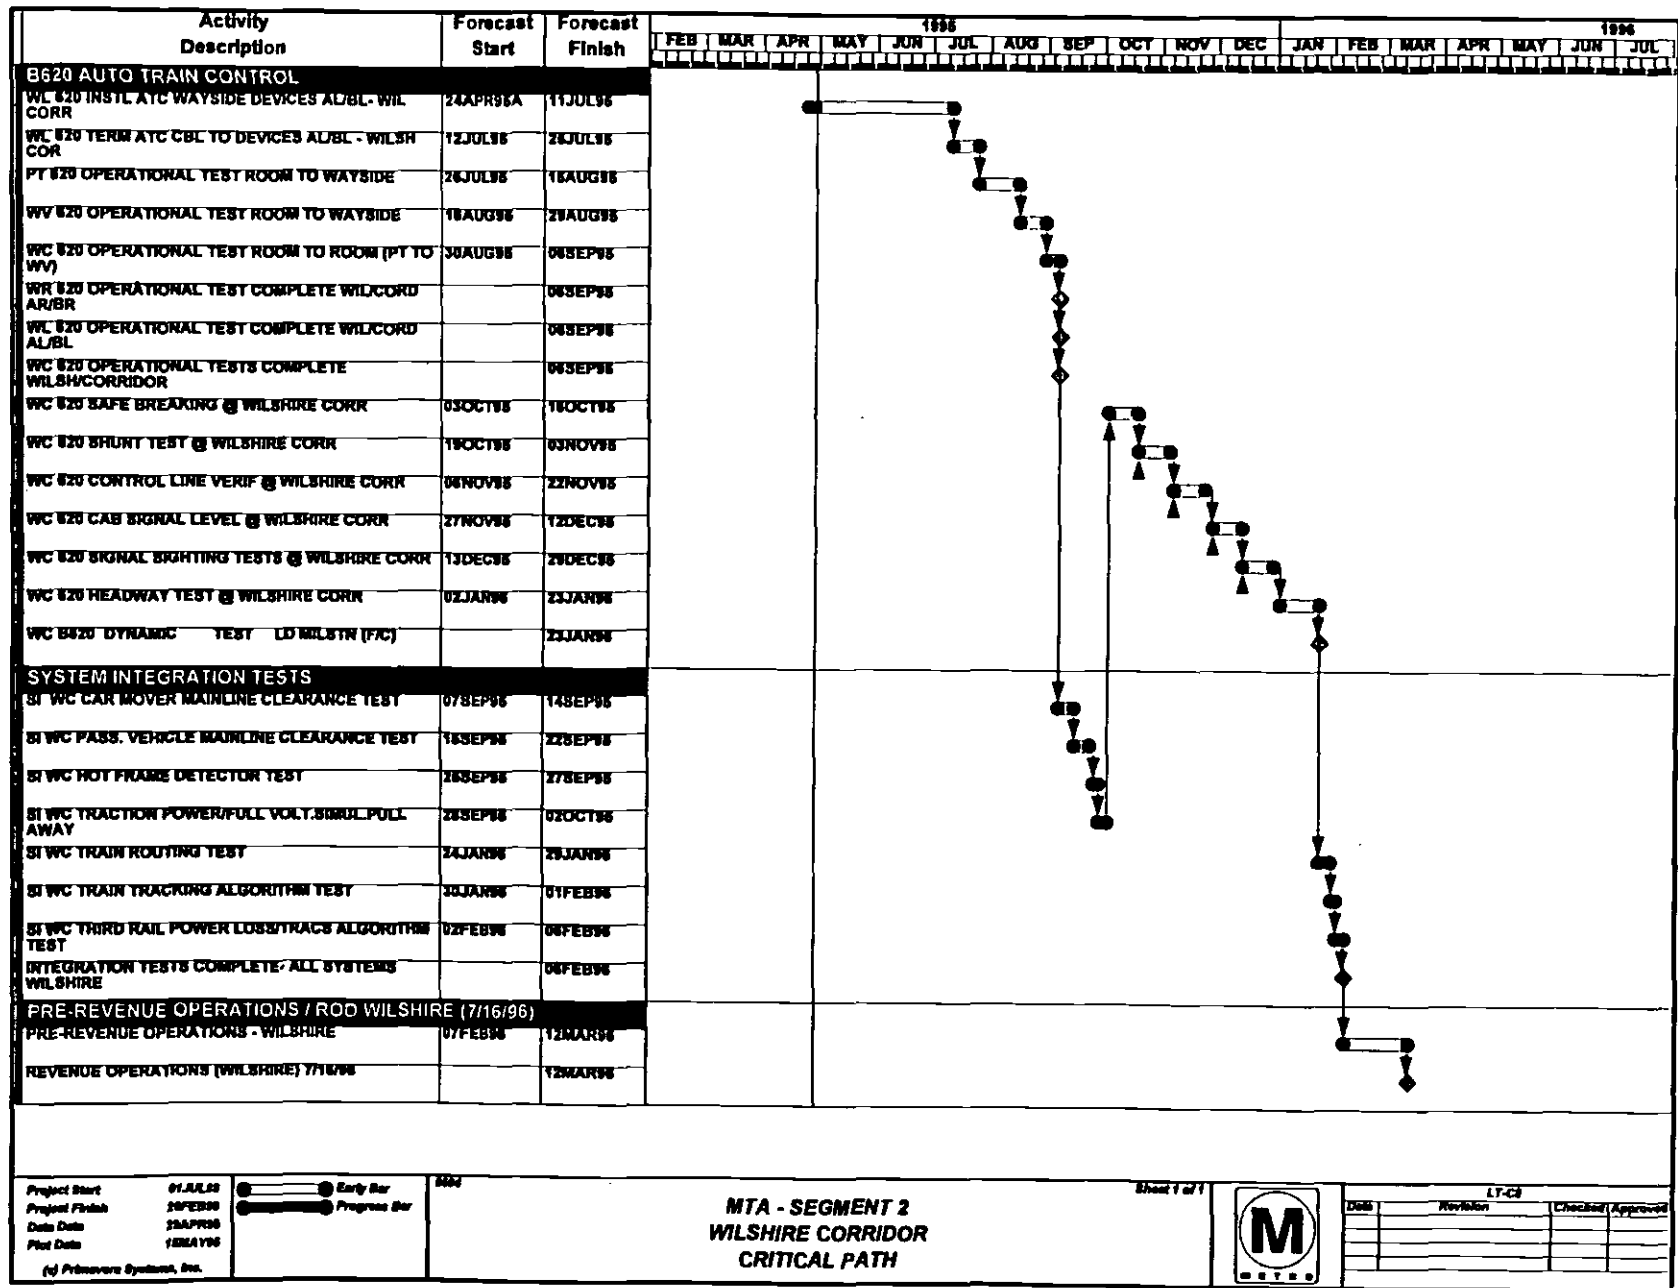 Activity Description
Forecast Start
Forecast Finish
1995
1996
FEB MAR APR MAY JUN JUL AUG SEP OCT NOV DEC JAN FEB MAR APR MAY JUN JUL
B620 AUTO TRAIN CONTROL
WL 620 INSTL ATC WAYSIDE DEVICES AL/BL- WIL CORR 24APR95A 11JUL95
WL 620 TERM ATC CBL TO DEVICES AL/BL - WILSH COR 12JUL95 25JUL95
PT 620 OPERATIONAL TEST ROOM TO WAYSIDE 26JUL95 15AUG95
WV 620 OPERATIONAL TEST ROOM TO WAYSIDE 16AUG95 29AUG95
WC 620 OPERATIONAL TEST ROOM TO ROOM (PT TO WV) 30AUG95 06SEP95
WR 620 OPERATIONAL TEST COMPLETE WIL/CORD AR/BR 06SEP95
WL 620 OPERATIONAL TEST COMPLETE WIL/CORD AL/BL 06SEP95
WC 620 OPERATIONAL TESTS COMPLETE WILSH/CORRIDOR 06SEP95
WC 620 SAFE BREAKING @ WILSHIRE CORR 03OCT95 18OCT95
WC 620 SHUNT TEST @ WILSHIRE CORR 19OCT95 03NOV95
WC 620 CONTROL LINE VERIF @ WILSHIRE CORR 06NOV95 22NOV95
WC 620 CAB SIGNAL LEVEL @ WILSHIRE CORR 27NOV95 12DEC95
WC 620 SIGNAL SIGHTING TESTS @ WILSHIRE CORR 13DEC95 29DEC95
WC 620 HEADWAY TEST @ WILSHIRE CORR 02JAN96 23JAN96
WC B620 DYNAMIC TEST LD MILSTN (F/C) 23JAN96
SYSTEM INTEGRATION TESTS
SI WC CAR MOVER MAINLINE CLEARANCE TEST 07SEP95 14SEP95
SI WC PASS. VEHICLE MAINLINE CLEARANCE TEST 15SEP95 22SEP95
SI WC HOT FRAME DETECTOR TEST 26SEP95 27SEP95
SI WC TRACTION POWER/FULL VOLT.SIMUL.PULL AWAY 28SEP95 02OCT95
SI WC TRAIN ROUTING TEST 24JAN96 29JAN96
SI WC TRAIN TRACKING ALGORITHM TEST 30JAN96 01FEB96
SI WC THIRD RAIL POWER LOSS/TRACS ALGORITHM TEST 02FEB96 06FEB96
INTEGRATION TESTS COMPLETE- ALL SYSTEMS WILSHIRE 06FEB96
PRE-REVENUE OPERATIONS / ROD WILSHIRE (7/16/96)
PRE-REVENUE OPERATIONS - WILSHIRE 07FEB96 12MAR96
REVENUE OPERATIONS (WILSHIRE) 7/16/96 12MAR96
Project Start
Project Finish
Data Date
Plot Date
(c) Primavera Systems, Inc.
Early Bar
Progress Bar
MTA - SEGMENT 2
WILSHIRE CORRIDOR
CRITICAL PATH
Sheet 1 of 1
M
METRO
Date Revision Checked Approved